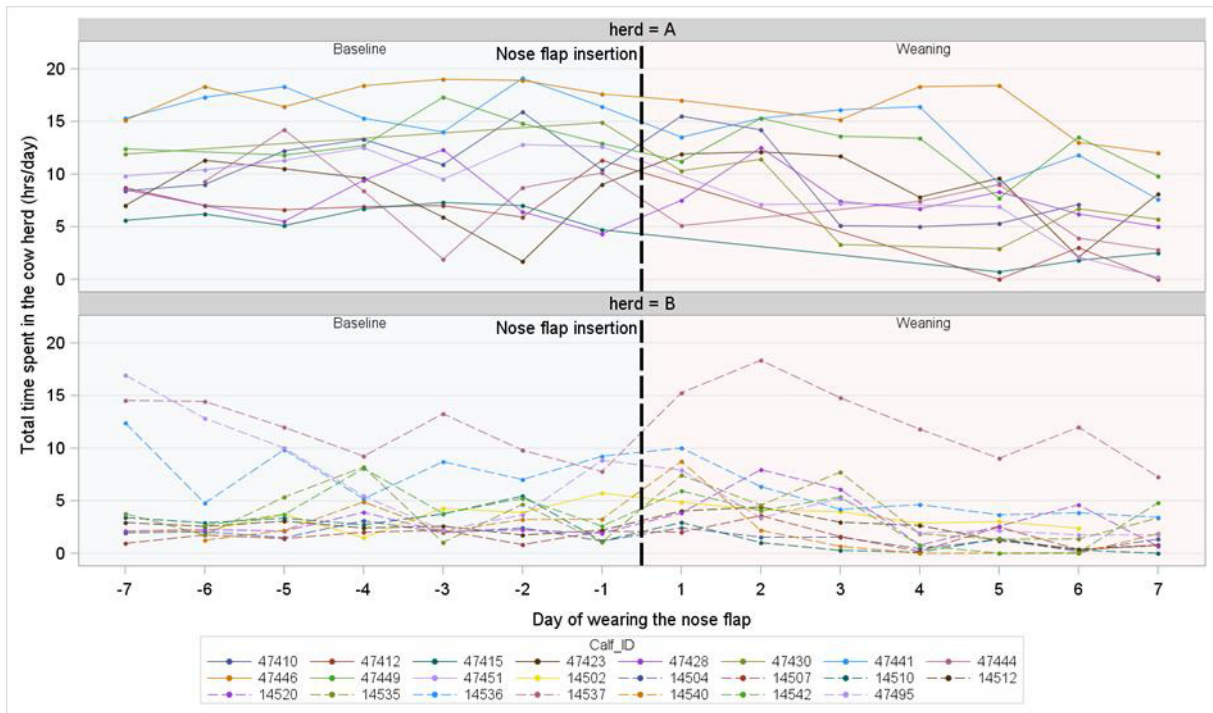 herd = A
Baseline
Nose flap insertion
Weaning
20
15
10
5
0
herd = B
Baseline
Nose flap insertion
Weaning
20
15
10
5
0
Total time spent in the cow herd (hrs/day)
-7 -6 -5 -4 -3 -2 -1 1 2 3 4 5 6 7
Day of wearing the nose flap
Calf_ID
47410 47412 47415 47423 47428 47430 47441 47444
47446 47449 47451 14502 14504 14507 14510 14512
14520 14535 14536 14537 14540 14542 47495